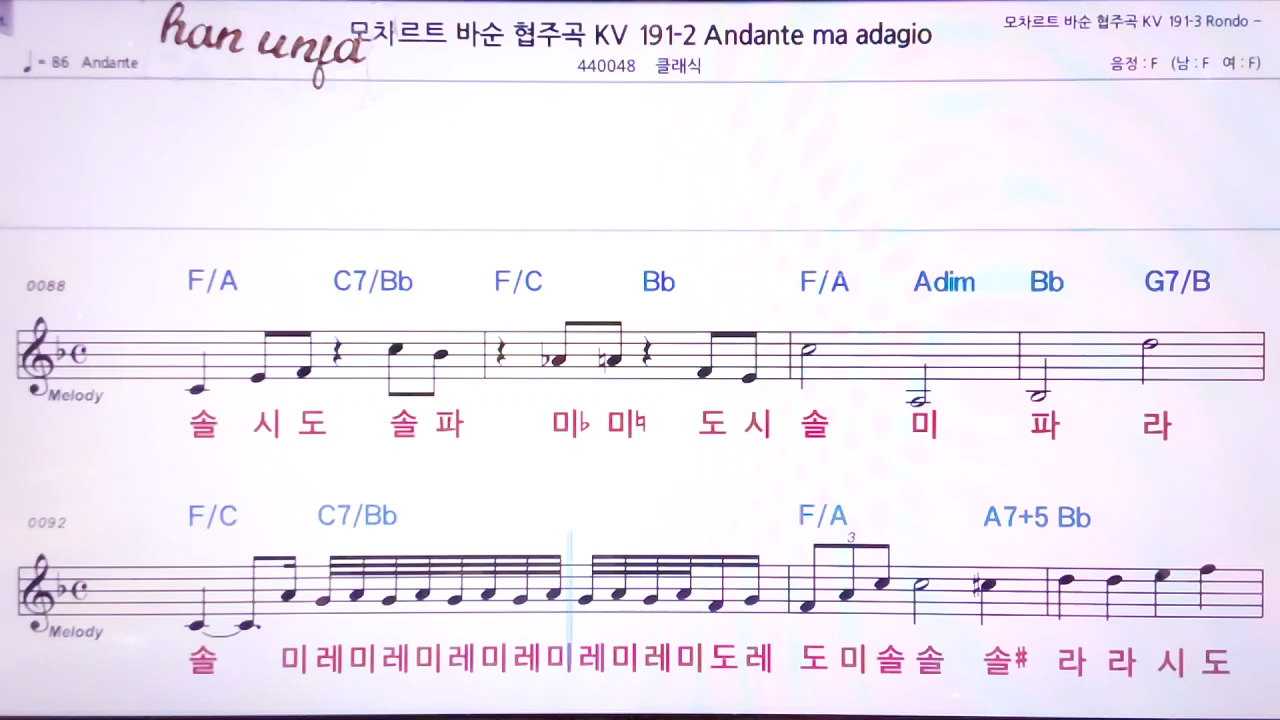 han unfa
모차르트 바순 협주곡 KV 191-2 Andante ma adagio
모차르트 바순 협주곡 KV 191-3 Rondo -
♩ = 86 Andante
440048 클래식
음정 : F (남 : F 여 : F)
0088 F/A C7/Bb F/C Bb F/A Adim Bb G7/B
Melody
솔 시 도 솔 파 미♭ 미♮ 도 시 솔 미 파 라
0092 F/C C7/Bb F/A A7+5 Bb
3
Melody
솔 미 레 미 레 미 레 미 레 미 레 미 레 미 도 레 도 미 솔 솔 솔# 라 라 시 도